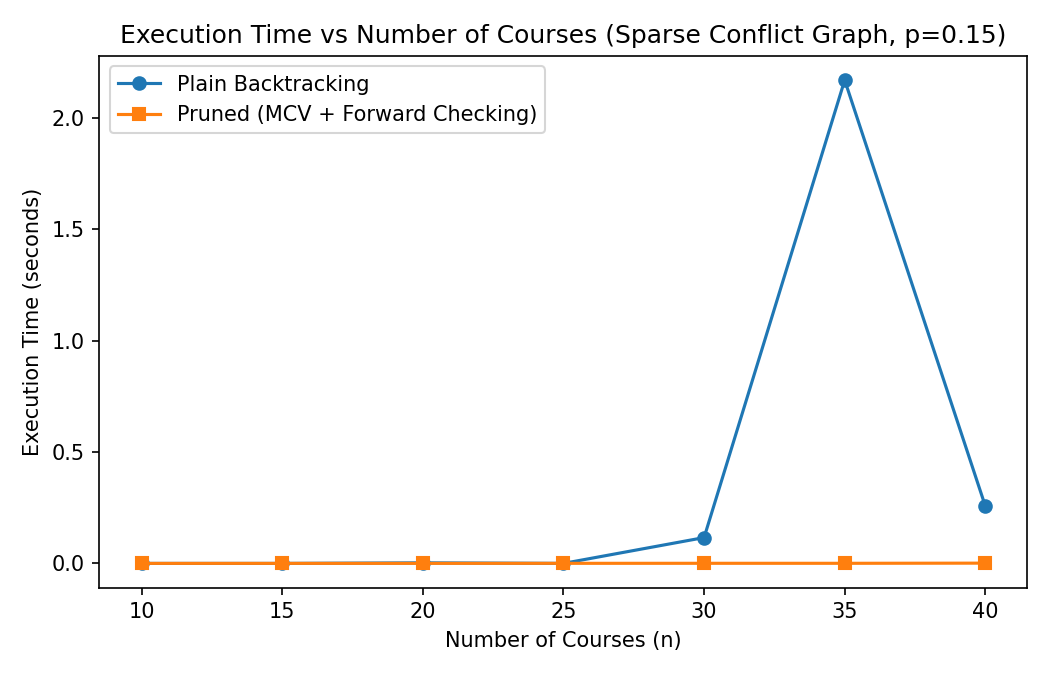 Execution Time vs Number of Courses (Sparse Conflict Graph, p=0.15)
Plain Backtracking
Pruned (MCV + Forward Checking)
Execution Time (seconds)
2.0
1.5
1.0
0.5
0.0
10 15 20 25 30 35 40
Number of Courses (n)